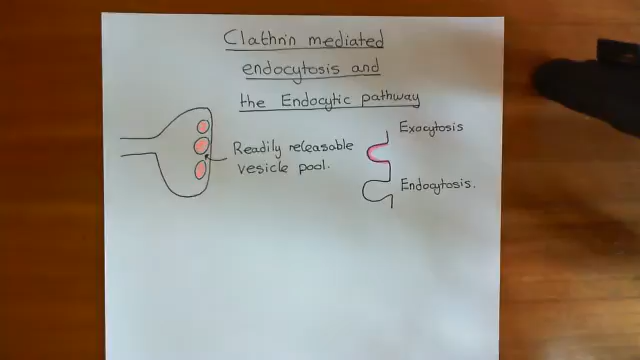 Clathrin mediated
endocytosis and
the Endocytic pathway
Readily releasable
vesicle pool.
Exocytosis
Endocytosis.